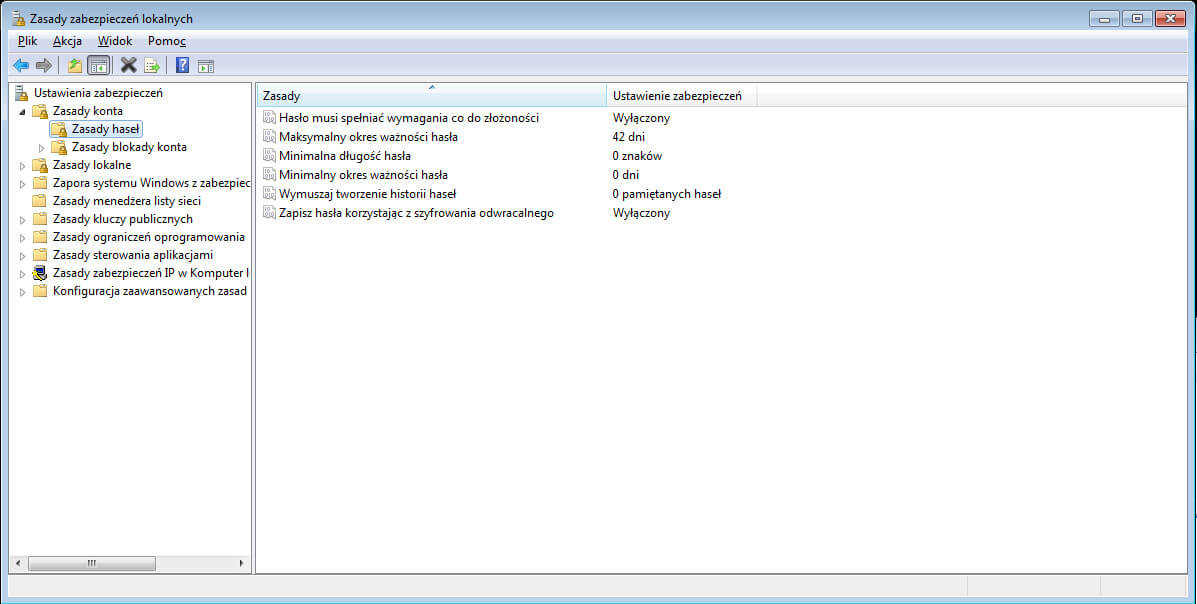 Zasady zabezpieczeń lokalnych
Plik Akcja Widok Pomoc
Ustawienia zabezpieczeń
Zasady konta
Zasady haseł
Zasady blokady konta
Zasady lokalne
Zapora systemu Windows z zabezpiec
Zasady menedżera listy sieci
Zasady kluczy publicznych
Zasady ograniczeń oprogramowania
Zasady sterowania aplikacjami
Zasady zabezpieczeń IP w Komputer l
Konfiguracja zaawansowanych zasad
Zasady Ustawienie zabezpieczeń
Hasło musi spełniać wymagania co do złożoności Wyłączony
Maksymalny okres ważności hasła 42 dni
Minimalna długość hasła 0 znaków
Minimalny okres ważności hasła 0 dni
Wymuszaj tworzenie historii haseł 0 pamiętanych haseł
Zapisz hasła korzystając z szyfrowania odwracalnego Wyłączony